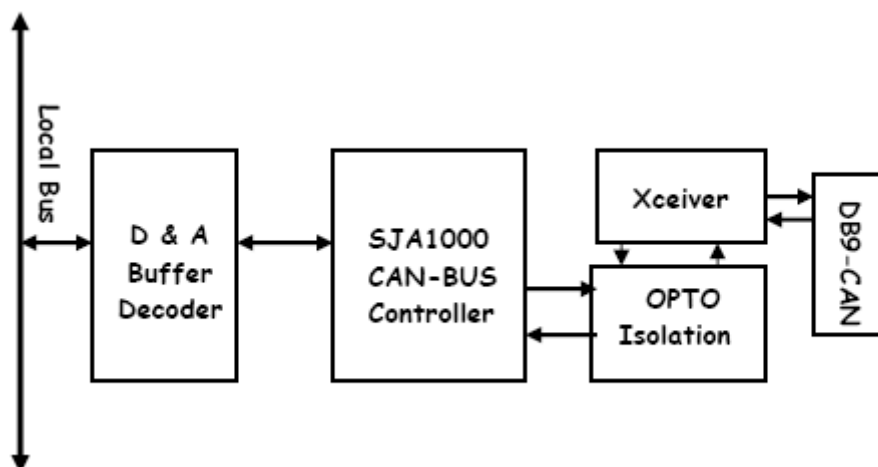 Local Bus
D & A
Buffer
Decoder
SJA1000
CAN-BUS
Controller
Xceiver
OPTO
Isolation
DB9-CAN